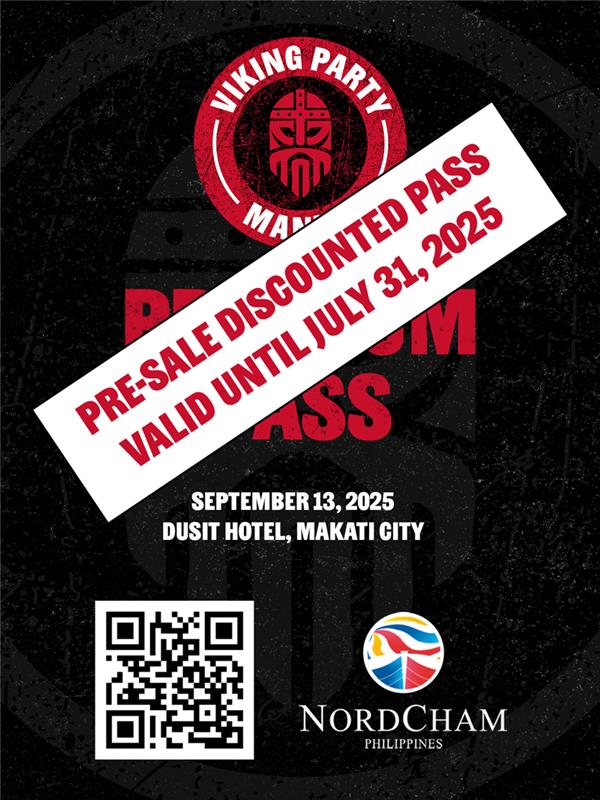 VIKING PARTY
PRE-SALE DISCOUNTED PASS
VALID UNTIL JULY 31, 2025
SEPTEMBER 13, 2025
DUSIT HOTEL, MAKATI CITY
NORDCHAM
PHILIPPINES